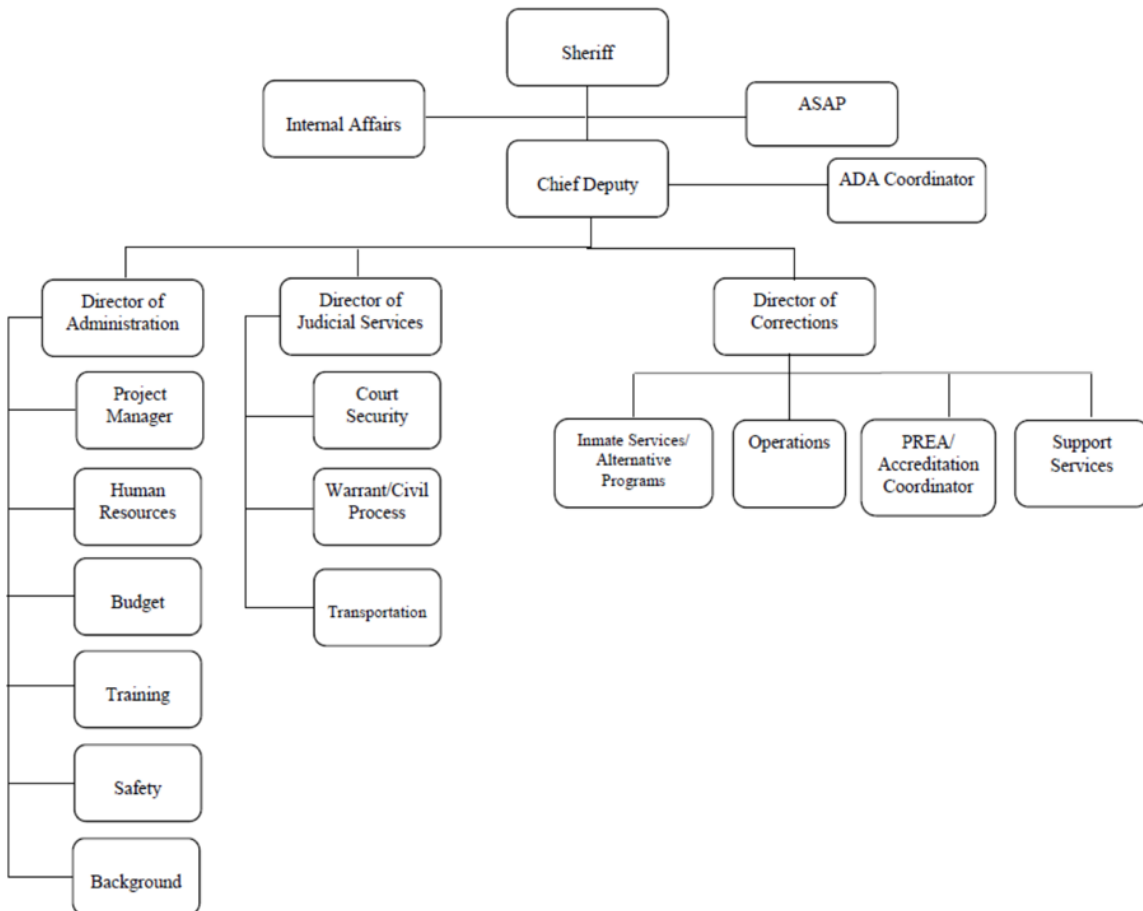 Sheriff
Internal Affairs
ASAP
Chief Deputy
ADA Coordinator
Director of
Administration
Director of
Judicial Services
Director of
Corrections
Project
Manager
Court
Security
Inmate Services/
Alternative
Programs
Operations
PREA/
Accreditation
Coordinator
Support
Services
Human
Resources
Warrant/Civil
Process
Budget
Transportation
Training
Safety
Background